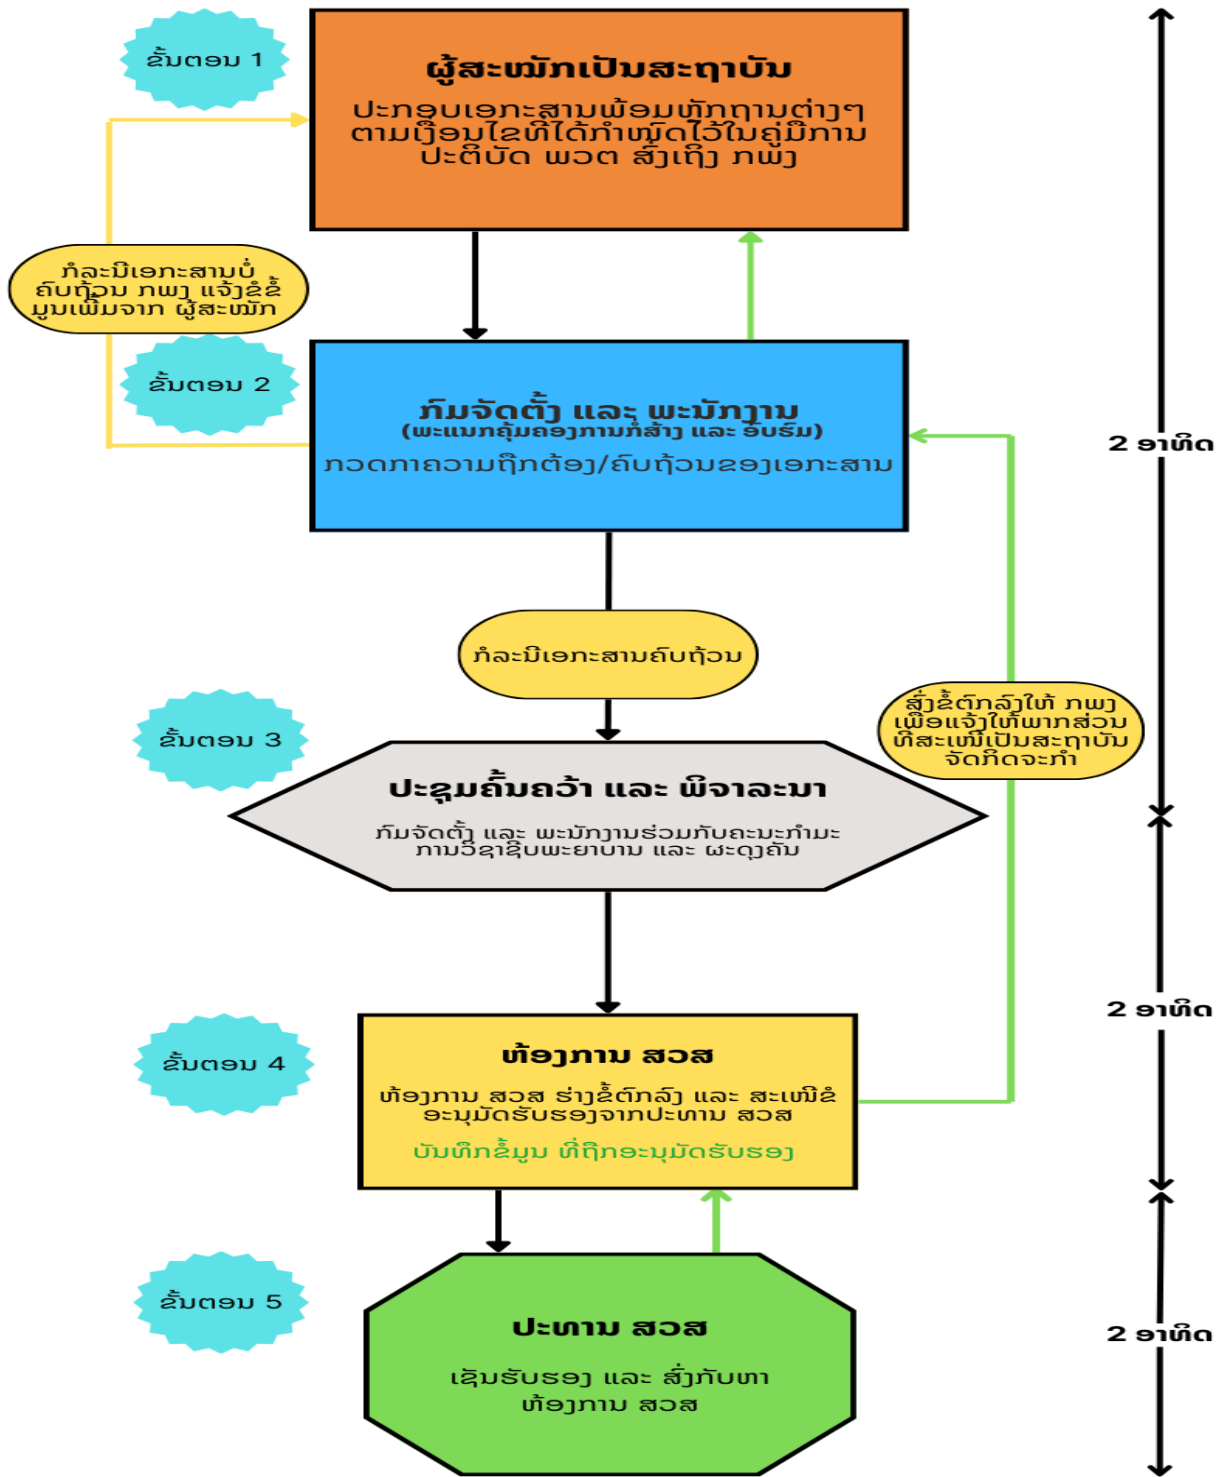 ຂັ້ນຕອນ 1
ຜູ້ສະໝັກເປັນສະຖາບັນ
ປະກອບເອກະສານພ້ອມຫຼັກຖານຕ່າງໆ
ຕາມເງື່ອນໄຂທີ່ໄດ້ກຳໜົດໄວ້ໃນຄູ່ມືການ
ປະຕິບັດ ພວຕ ສົ່ງເຖິງ ກພງ
ກໍລະນີເອກະສານບໍ່
ຄົບຖ້ວນ ກພງ ແຈ້ງຂໍຂໍ້
ມູນເພີ່ມຈາກ ຜູ້ສະໝັກ
ຂັ້ນຕອນ 2
ກົມຈັດຕັ້ງ ແລະ ພະນັກງານ
(ພະແນກຄຸ້ມຄອງການກໍ່ສ້າງ ແລະ ອົບຮົມ)
ກວດກາຄວາມຖືກຕ້ອງ/ຄົບຖ້ວນຂອງເອກະສານ
2 ອາທິດ
ກໍລະນີເອກະສານຄົບຖ້ວນ
ສົ່ງຂໍ້ຕົກລົງໃຫ້ ກພງ
ເພື່ອແຈ້ງໃຫ້ພາກສ່ວນ
ທີ່ສະເໜີເປັນສະຖາບັນ
ຈັດກິດຈະກຳ
ຂັ້ນຕອນ 3
ປະຊຸມຄົ້ນຄວ້າ ແລະ ພິຈາລະນາ
ກົມຈັດຕັ້ງ ແລະ ພະນັກງານຮ່ວມກັບຄະນະກຳມະ
ການວິຊາຊີບພະຍາບານ ແລະ ຜະດຸງຄັນ
2 ອາທິດ
ຂັ້ນຕອນ 4
ຫ້ອງການ ສວສ
ຫ້ອງການ ສວສ ຮ່າງຂໍ້ຕົກລົງ ແລະ ສະເໜີຂໍ
ອະນຸມັດຮັບຮອງຈາກປະທານ ສວສ
ບັນທຶກຂໍ້ມູນ ທີ່ຖືກອະນຸມັດຮັບຮອງ
ຂັ້ນຕອນ 5
ປະທານ ສວສ
ເຊັນຮັບຮອງ ແລະ ສົ່ງກັບຫາ
ຫ້ອງການ ສວສ
2 ອາທິດ